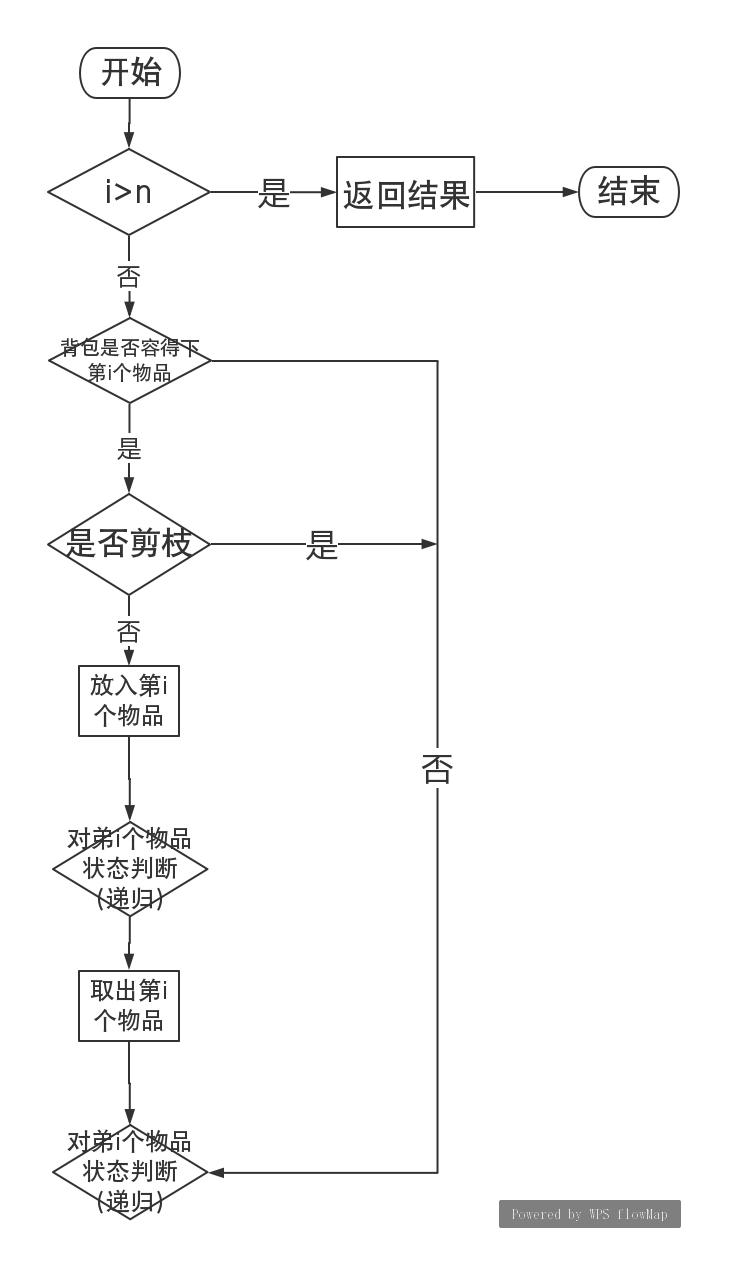 开始
i>n
是
返回结果
结束
否
背包是否容得下
第i个物品
是
是否剪枝
是
否
放入第i
个物品
否
对弟i个物品
状态判断
(递归)
取出第i
个物品
对弟i个物品
状态判断
(递归)
Powered by WPS flowMap